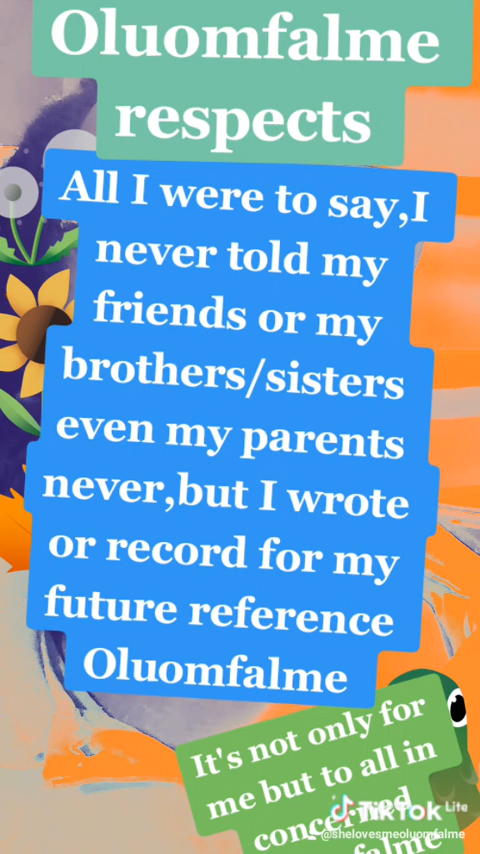 Oluomfalme
respects
All I were to say,I
never told my
friends or my
brothers/sisters
even my parents
never,but I wrote
or record for my
future reference
Oluomfalme
It's not only for
me but to all in
concerned
TikTok Lite
@shelovesmeoluomfalme